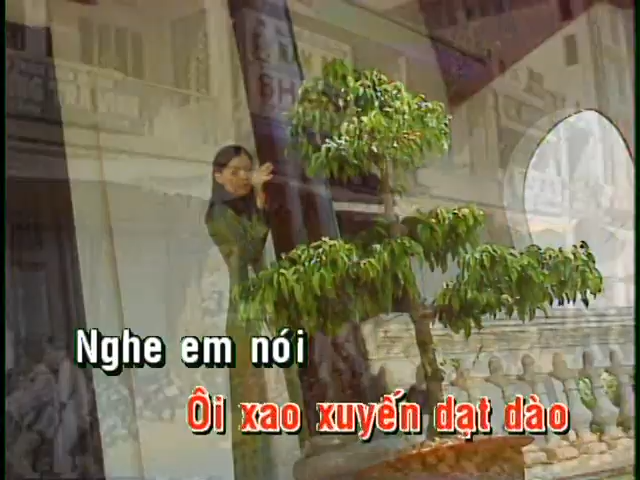 Nghe em nói
Ôi xao xuyến dạt dào